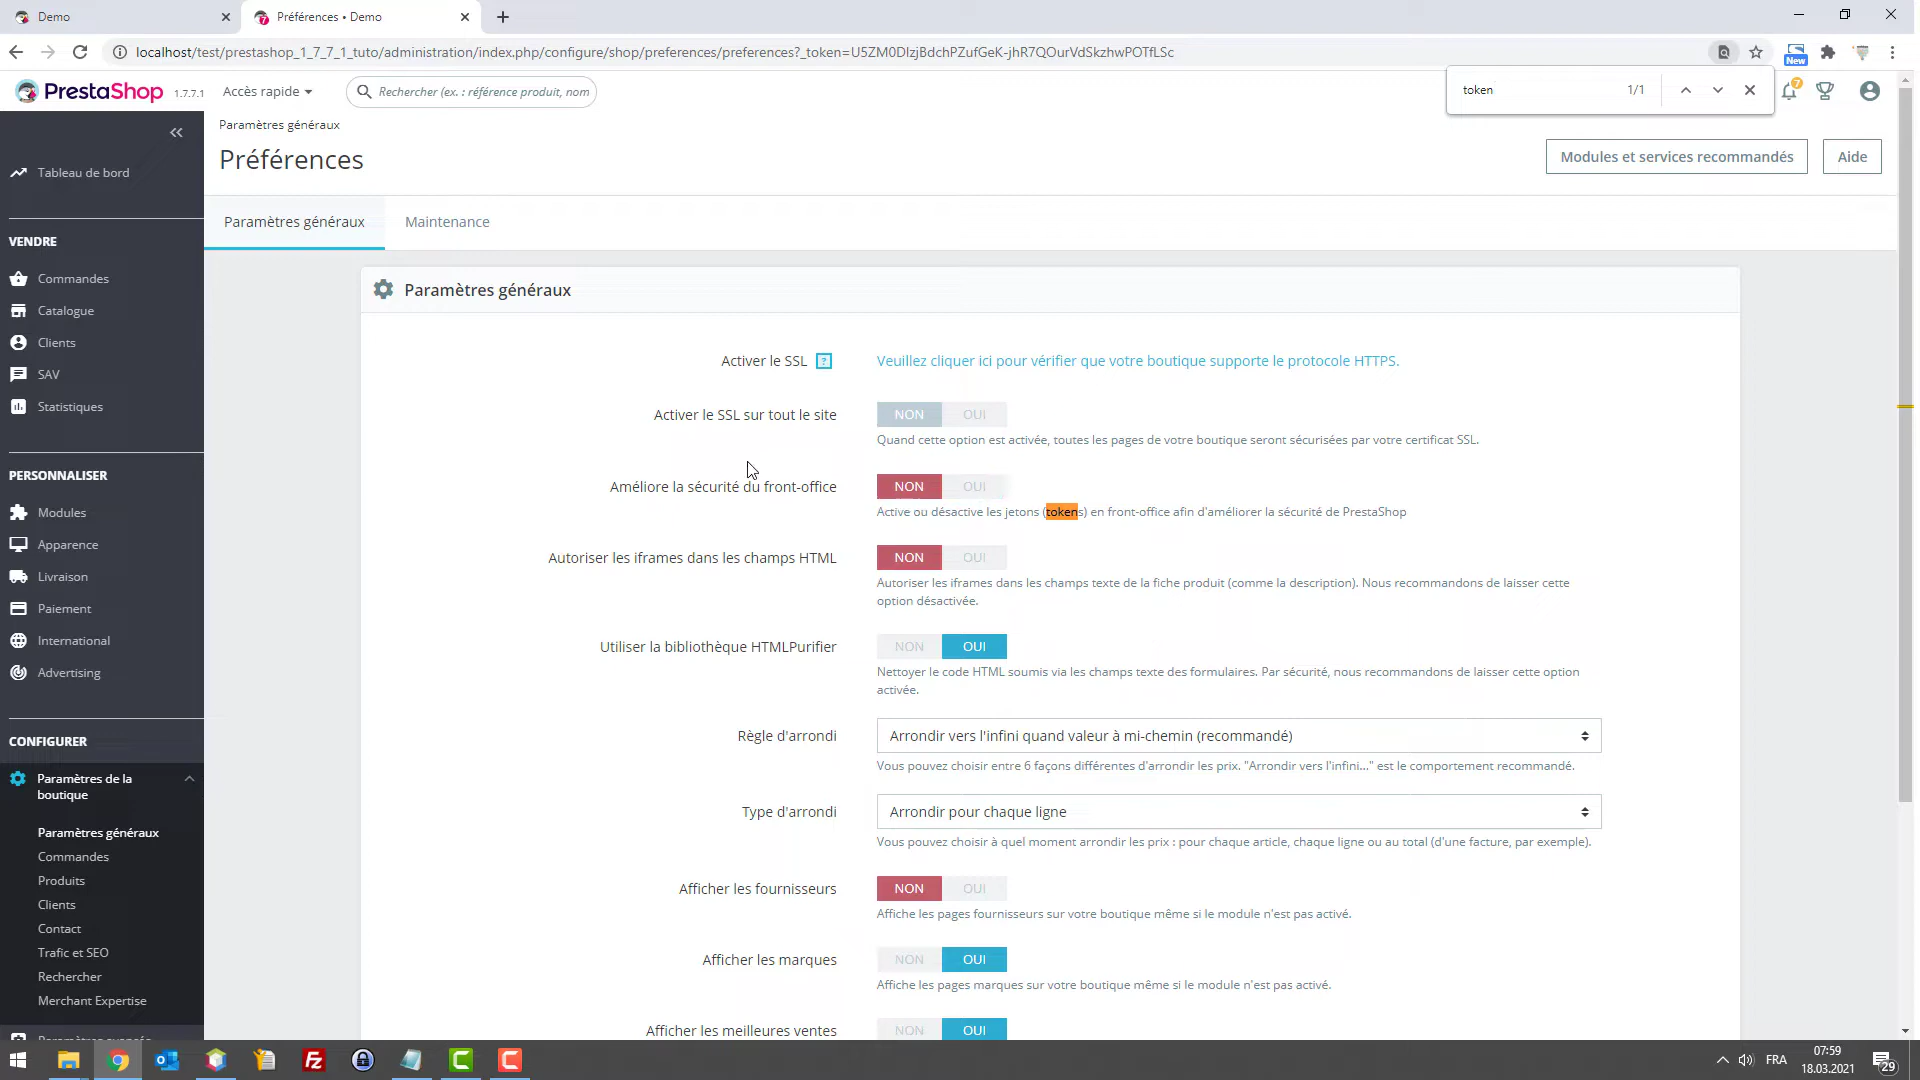 Demo
Préférences • Demo
localhost/test/prestashop_1_7_7_1_tuto/administration/index.php/configure/shop/preferences/preferences?_token=U5ZM0DIzjBdchPZufGeK-jhR7QOurVdSkzhwPOTfLSc
New
PrestaShop 1.7.7.1
Accès rapide
Rechercher (ex. : référence produit, nom
token
1/1
7
Paramètres généraux
Préférences
Modules et services recommandés
Aide
Paramètres généraux
Maintenance
Tableau de bord
VENDRE
Commandes
Catalogue
Clients
SAV
Statistiques
PERSONNALISER
Modules
Apparence
Livraison
Paiement
International
Advertising
CONFIGURER
Paramètres de la
boutique
Paramètres généraux
Commandes
Produits
Clients
Contact
Trafic et SEO
Rechercher
Merchant Expertise
Paramètres généraux
Activer le SSL ?
Veuillez cliquer ici pour vérifier que votre boutique supporte le protocole HTTPS.
Activer le SSL sur tout le site
NON OUI
Quand cette option est activée, toutes les pages de votre boutique seront sécurisées par votre certificat SSL.
Améliore la sécurité du front-office
NON OUI
Active ou désactive les jetons (tokens) en front-office afin d'améliorer la sécurité de PrestaShop
Autoriser les iframes dans les champs HTML
NON OUI
Autoriser les iframes dans les champs texte de la fiche produit (comme la description). Nous recommandons de laisser cette
option désactivée.
Utiliser la bibliothèque HTMLPurifier
NON OUI
Nettoyer le code HTML soumis via les champs texte des formulaires. Par sécurité, nous recommandons de laisser cette option
activée.
Règle d'arrondi
Arrondir vers l'infini quand valeur à mi-chemin (recommandé)
Vous pouvez choisir entre 6 façons différentes d'arrondir les prix. "Arrondir vers l'infini..." est le comportement recommandé.
Type d'arrondi
Arrondir pour chaque ligne
Vous pouvez choisir à quel moment arrondir les prix : pour chaque article, chaque ligne ou au total (d'une facture, par exemple).
Afficher les fournisseurs
NON OUI
Affiche les pages fournisseurs sur votre boutique même si le module n'est pas activé.
Afficher les marques
NON OUI
Affiche les pages marques sur votre boutique même si le module n'est pas activé.
Afficher les meilleures ventes
NON OUI
FRA
07:59
18.03.2021
29